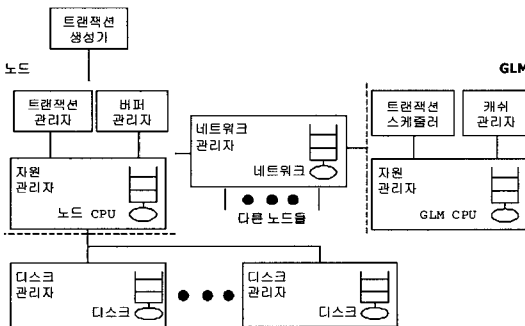 트랜잭션
생성기
노드
GLM
트랜잭션
관리자
버퍼
관리자
네트워크
관리자
네트워크
트랜잭션
스케쥴러
캐쉬
관리자
자원
관리자
노드 CPU
다른 노드들
자원
관리자
GLM CPU
디스크
관리자
디스크
디스크
관리자
디스크